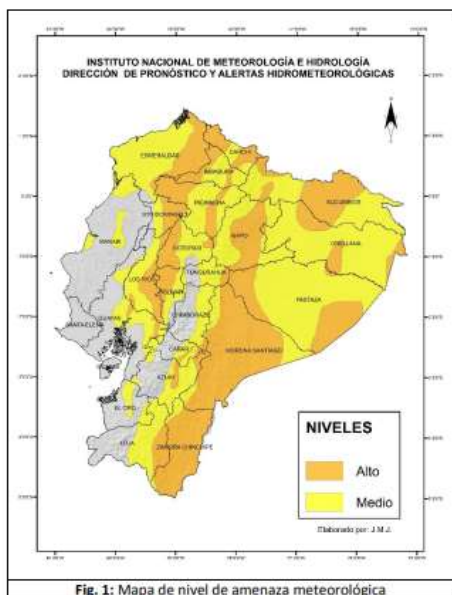 INSTITUTO NACIONAL DE METEOROLOGÍA E HIDROLOGÍA
DIRECCIÓN DE PRONÓSTICO Y ALERTAS HIDROMETEOROLÓGICAS
ESMERALDAS
CARCHI
IMBABURA
SUCUMBIOS
PICHINCHA
STO DOMINGO
NAPO
ORELLANA
MANABI
COTOPAXI
TUNGURAHUA
LOS RIOS
BOLIVAR
PASTAZA
CHIMBORAZO
GUAYAS
SANTA ELENA
MORONA SANTIAGO
CAÑAR
AZUAY
EL ORO
LOJA
ZAMORA CHINCHIPE
NIVELES
Alto
Medio
Elaborado por: J.M.J.
Fig. 1: Mapa de nivel de amenaza meteorológica